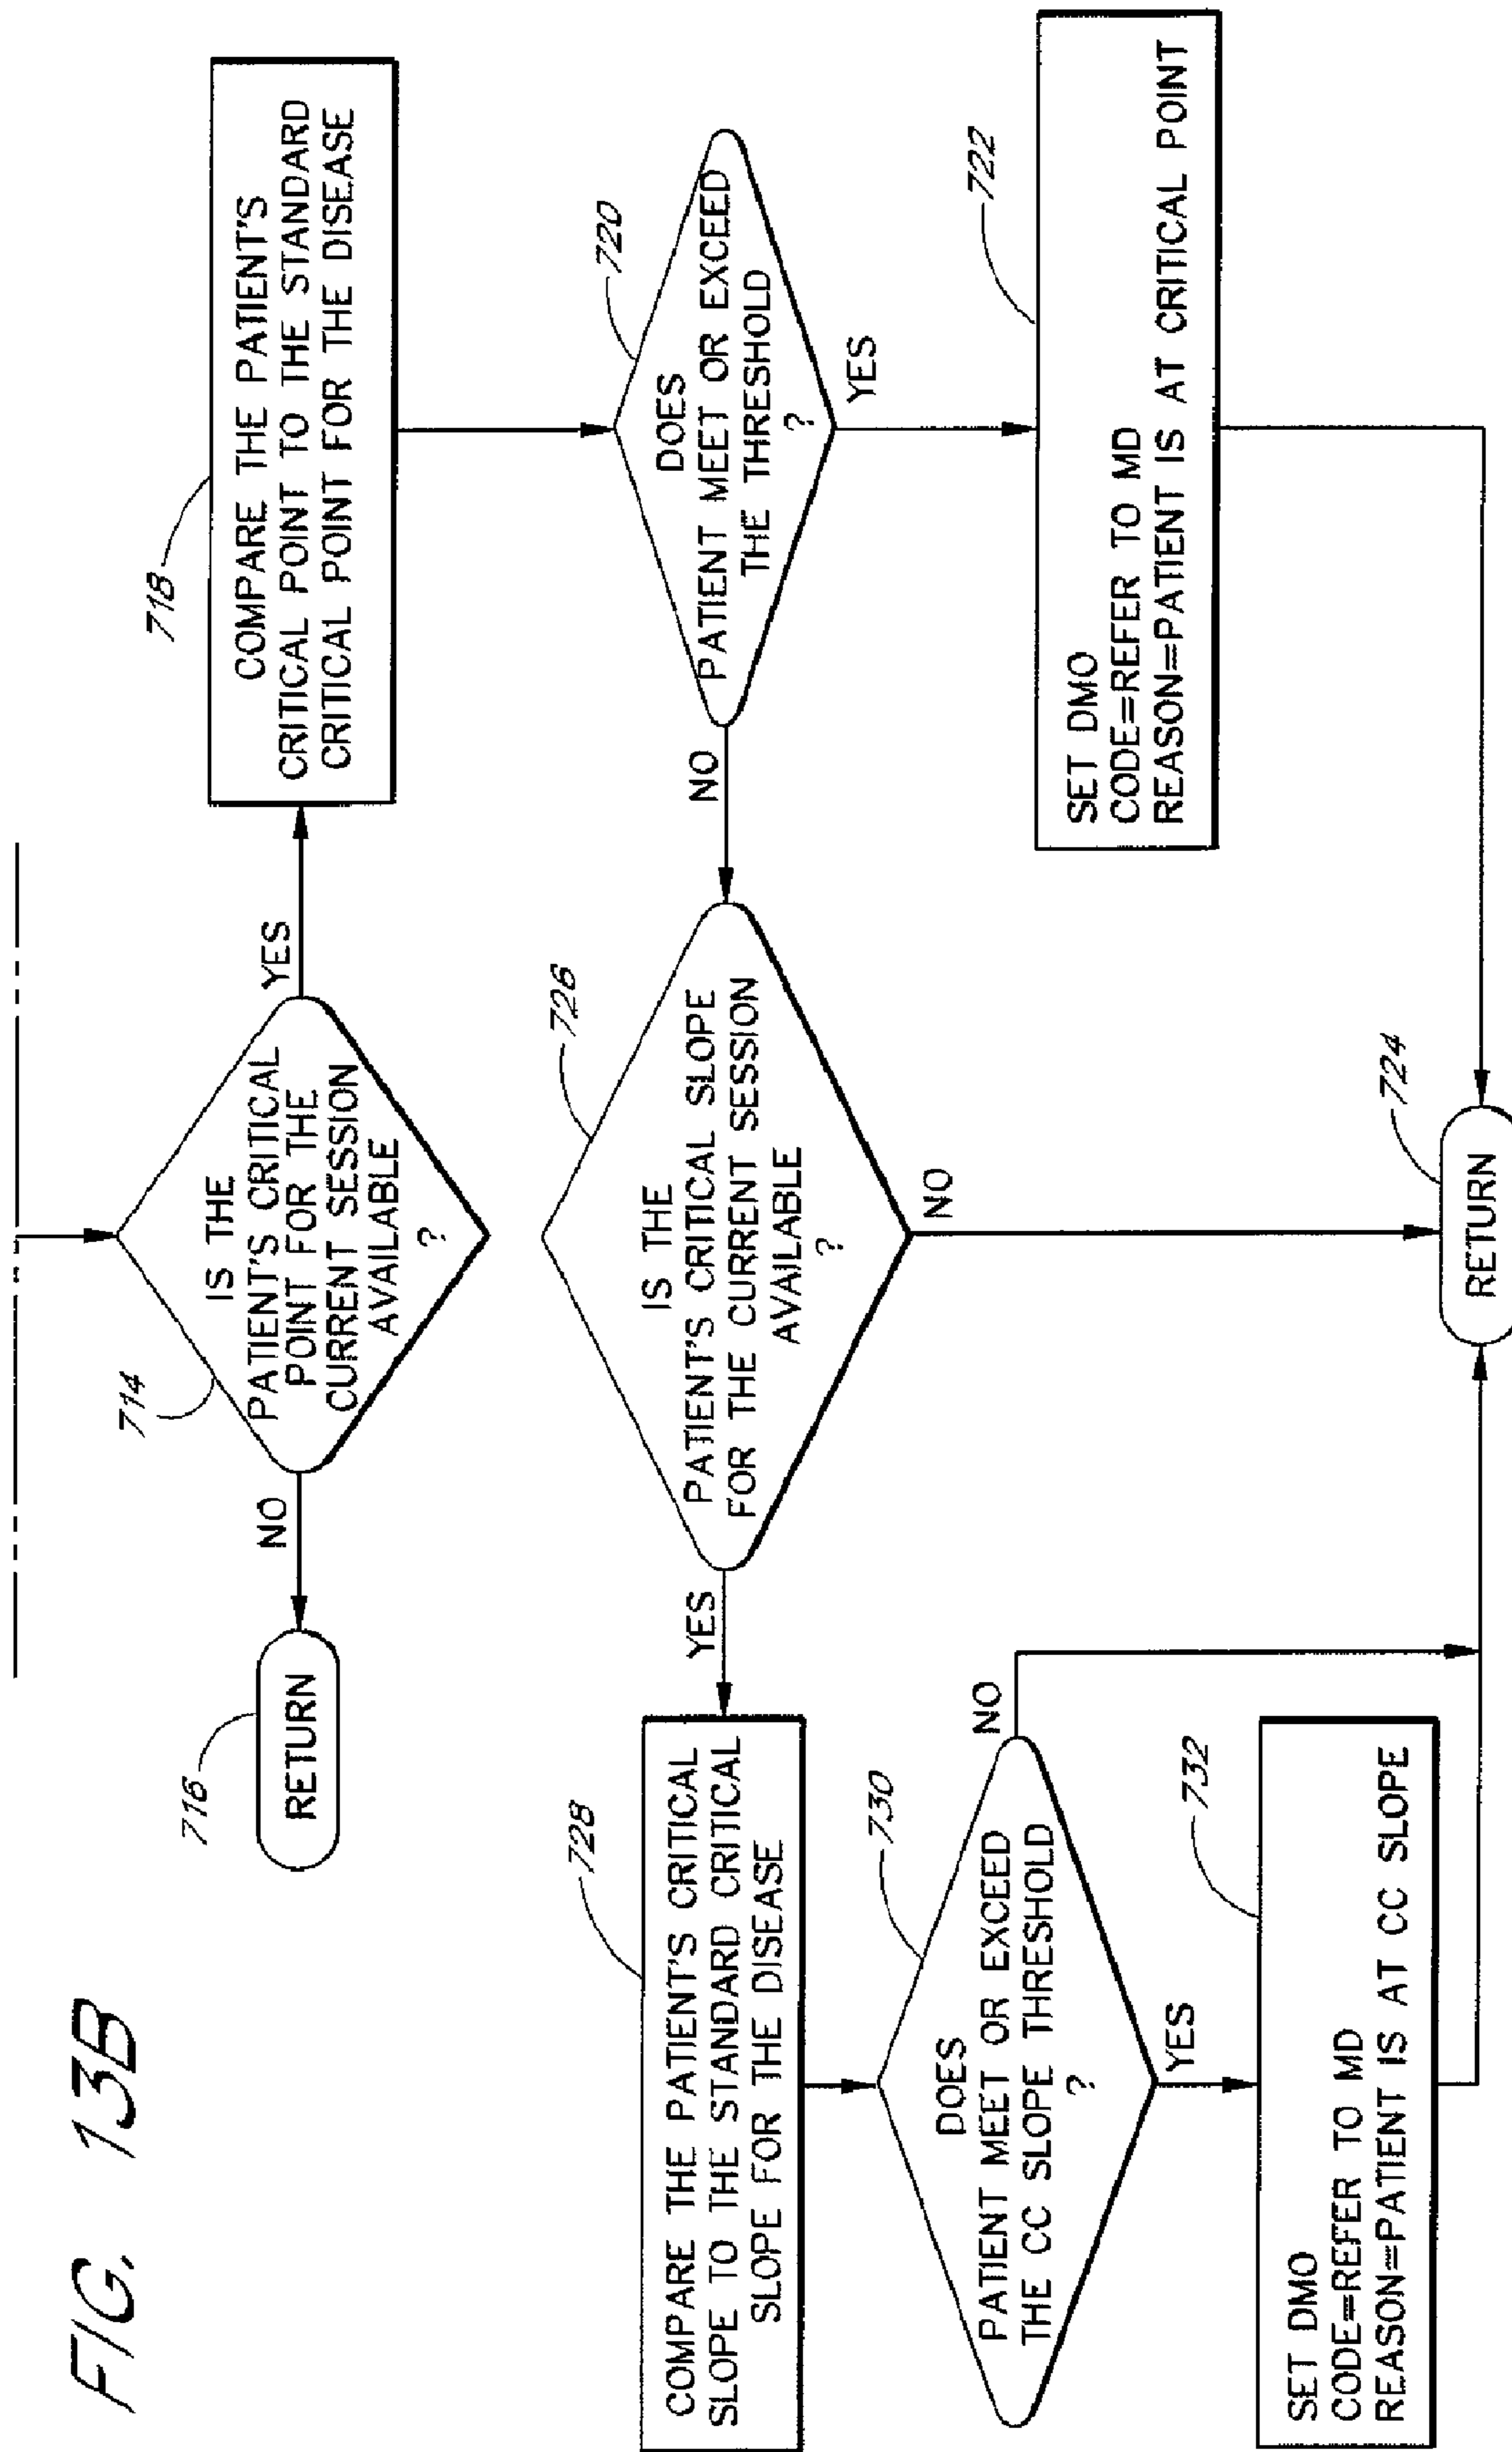 FIG. 13B
714
IS THE
PATIENT'S CRITICAL
POINT FOR THE
CURRENT SESSION
AVAILABLE
?
NO
YES
716
RETURN
718
COMPARE THE PATIENT'S
CRITICAL POINT TO THE STANDARD
CRITICAL POINT FOR THE DISEASE
720
DOES
PATIENT MEET OR EXCEED
THE THRESHOLD
?
NO
YES
722
SET DMO
CODE=REFER TO MD
REASON=PATIENT IS AT CRITICAL POINT
726
IS THE
PATIENT'S CRITICAL SLOPE
FOR THE CURRENT SESSION
AVAILABLE
?
YES
NO
728
COMPARE THE PATIENT'S CRITICAL
SLOPE TO THE STANDARD CRITICAL
SLOPE FOR THE DISEASE
730
DOES
PATIENT MEET OR EXCEED
THE CC SLOPE THRESHOLD
?
NO
YES
732
SET DMO
CODE=REFER TO MD
REASON=PATIENT IS AT CC SLOPE
724
RETURN